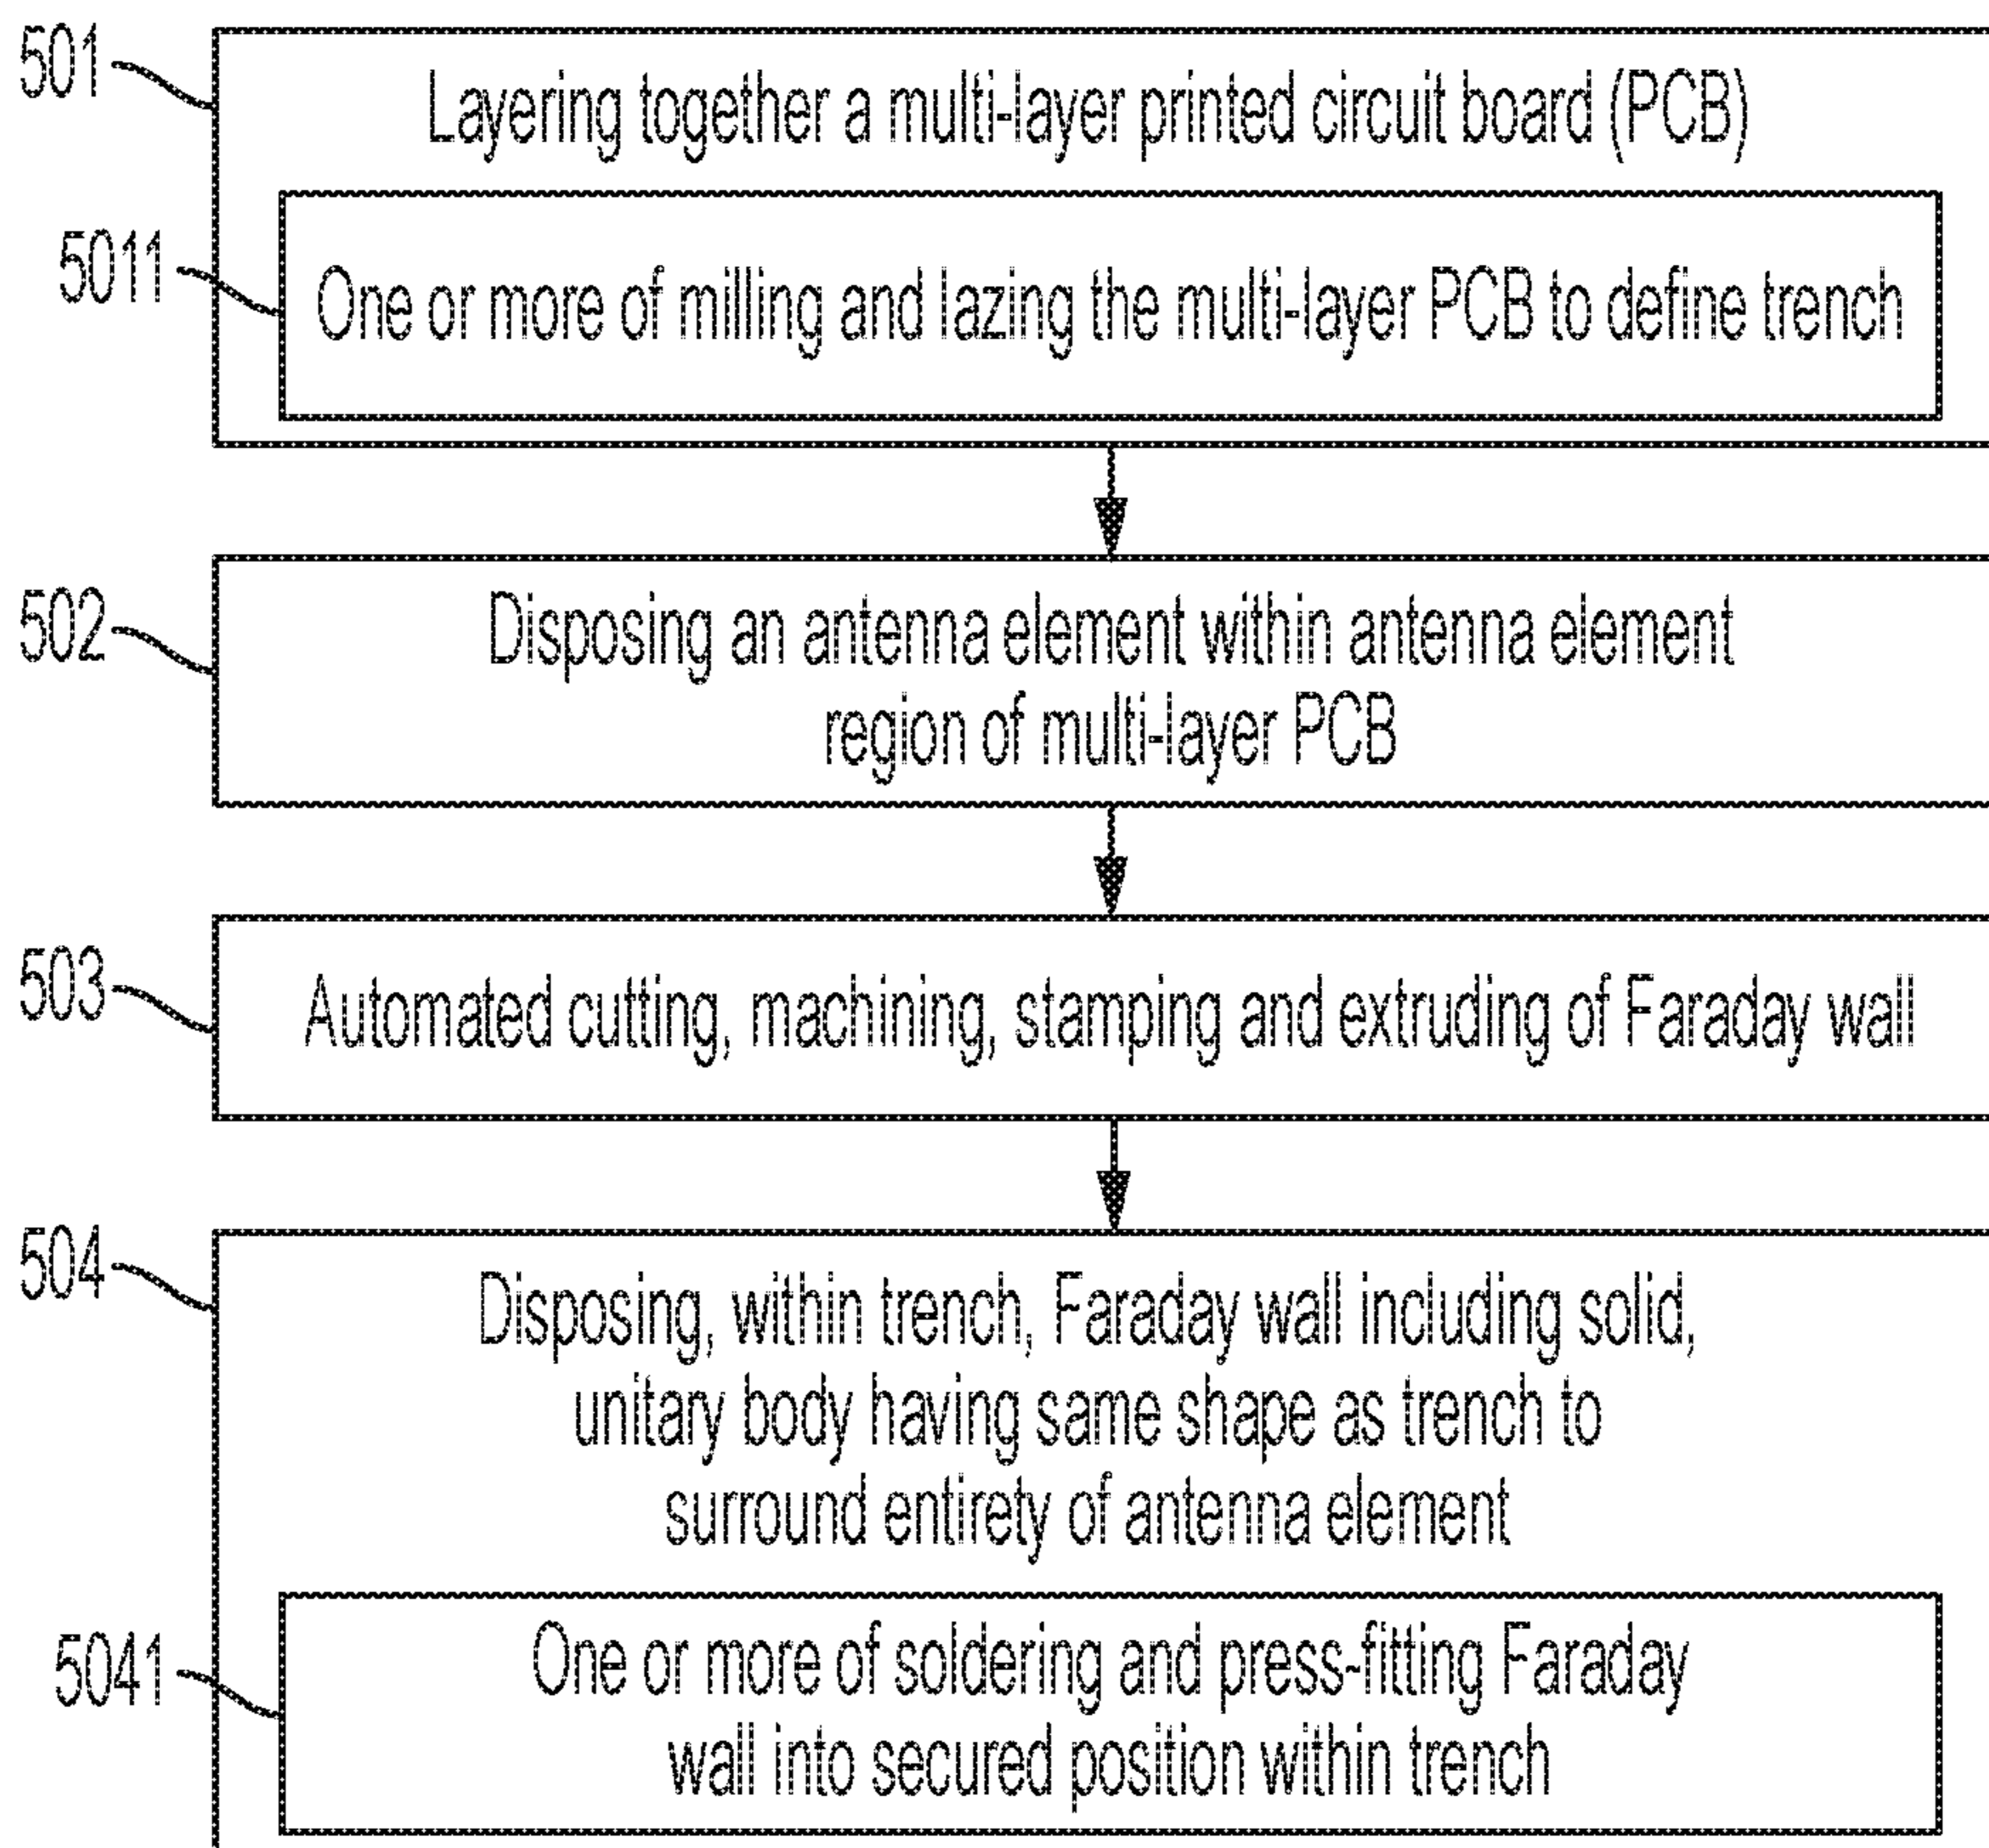 501
Layering together a multi-layer printed circuit board (PCB)
5011
One or more of milling and lazing the multi-layer PCB to define trench
502
Disposing an antenna element within antenna element
region of multi-layer PCB
503
Automated cutting, machining, stamping and extruding of Faraday wall
504
Disposing, within trench, Faraday wall including solid,
unitary body having same shape as trench to
surround entirety of antenna element
5041
One or more of soldering and press-fitting Faraday
wall into secured position within trench